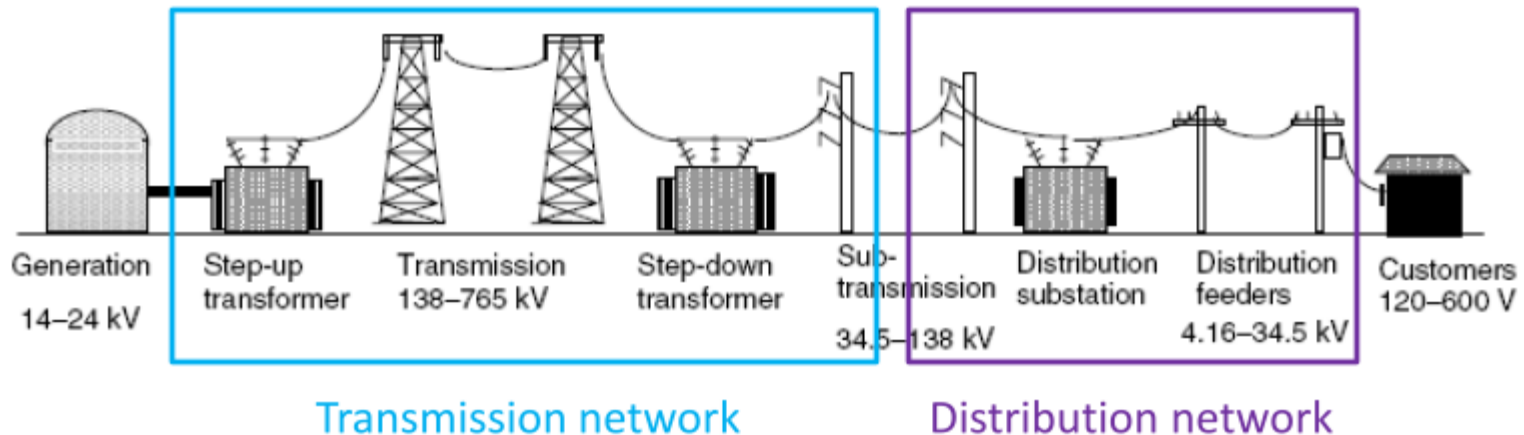 Generation
14–24 kV
Step-up
transformer
Transmission
138–765 kV
Step-down
transformer
Sub-
transmission
34.5–138 kV
Distribution
substation
Distribution
feeders
4.16–34.5 kV
Customers
120–600 V
Transmission network
Distribution network